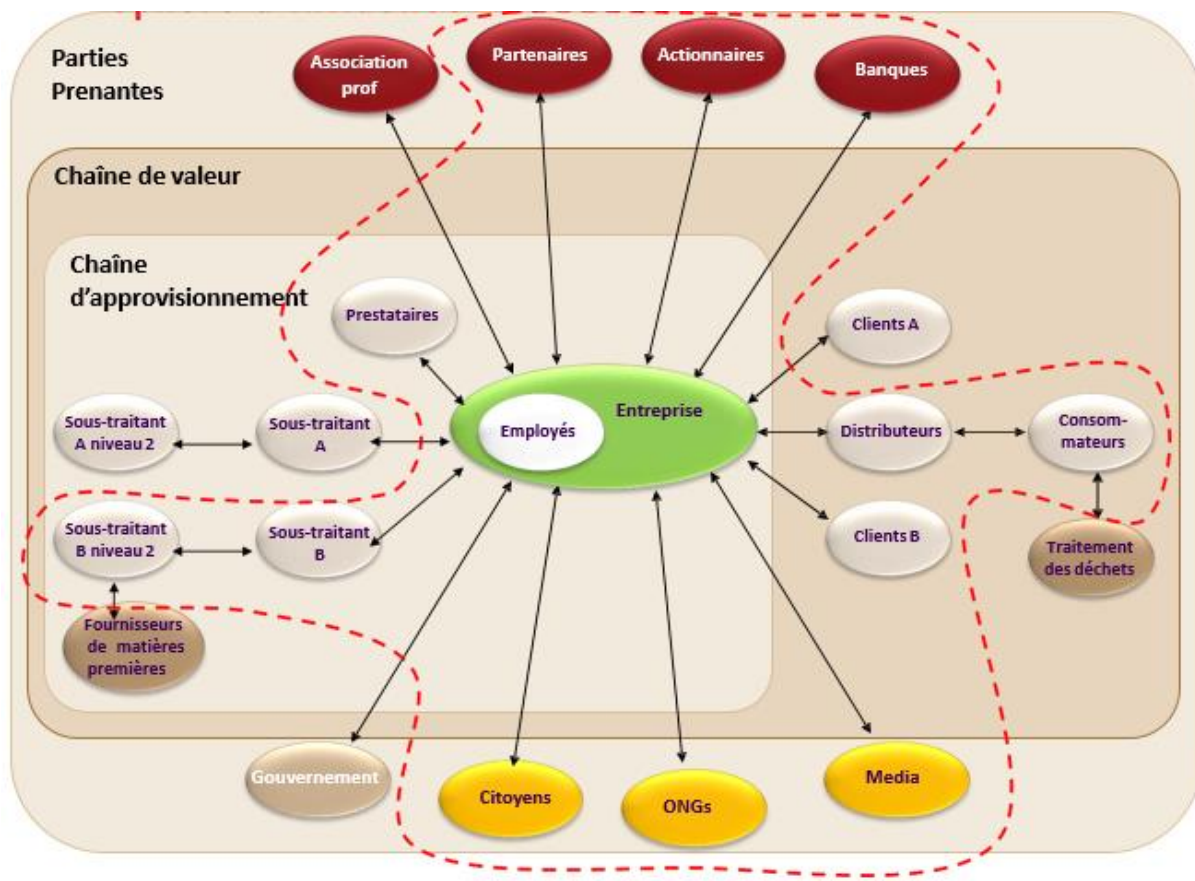 Parties
Prenantes
Association
prof
Partenaires
Actionnaires
Banques
Chaîne de valeur
Chaîne
d'approvisionnement
Prestataires
Clients A
Entreprise
Employés
Sous-traitant
A niveau 2
Sous-traitant
A
Distributeurs
Consom-
mateurs
Sous-traitant
B niveau 2
Sous-traitant
B
Clients B
Traitement
des déchets
Fournisseurs
de matières
premières
Gouvernement
Citoyens
ONGs
Media